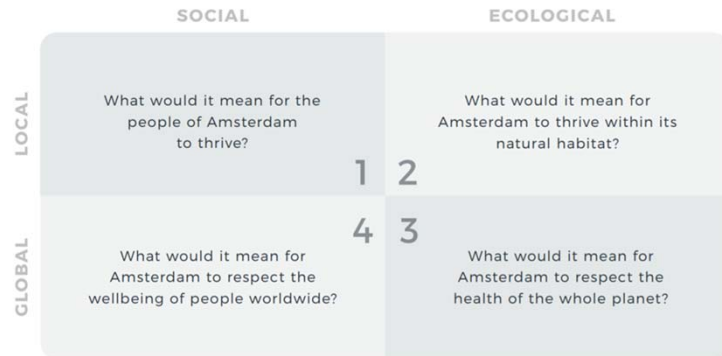 SOCIAL
ECOLOGICAL
LOCAL
What would it mean for the
people of Amsterdam
to thrive?
1
What would it mean for
Amsterdam to thrive within its
natural habitat?
2
GLOBAL
What would it mean for
Amsterdam to respect the
wellbeing of people worldwide?
4
What would it mean for
Amsterdam to respect the
health of the whole planet?
3